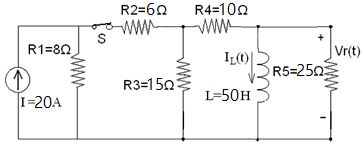 R2=6Ω
R4=10Ω
S
R1=8Ω
I=20A
R3=15Ω
IL(t)
L=50H
R5=25Ω
+
Vr(t)
-